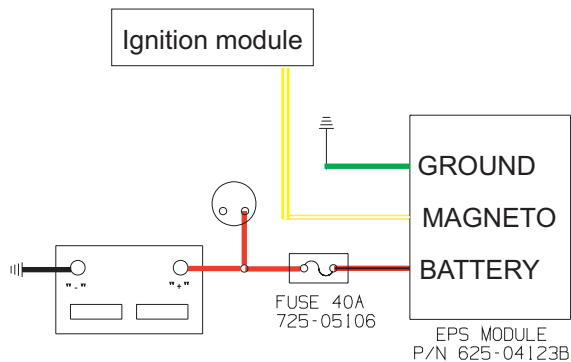 Ignition module
GROUND
MAGNETO
BATTERY
"-"
"+"
FUSE 40A
725-05106
EPS MODULE
P/N 625-04123B